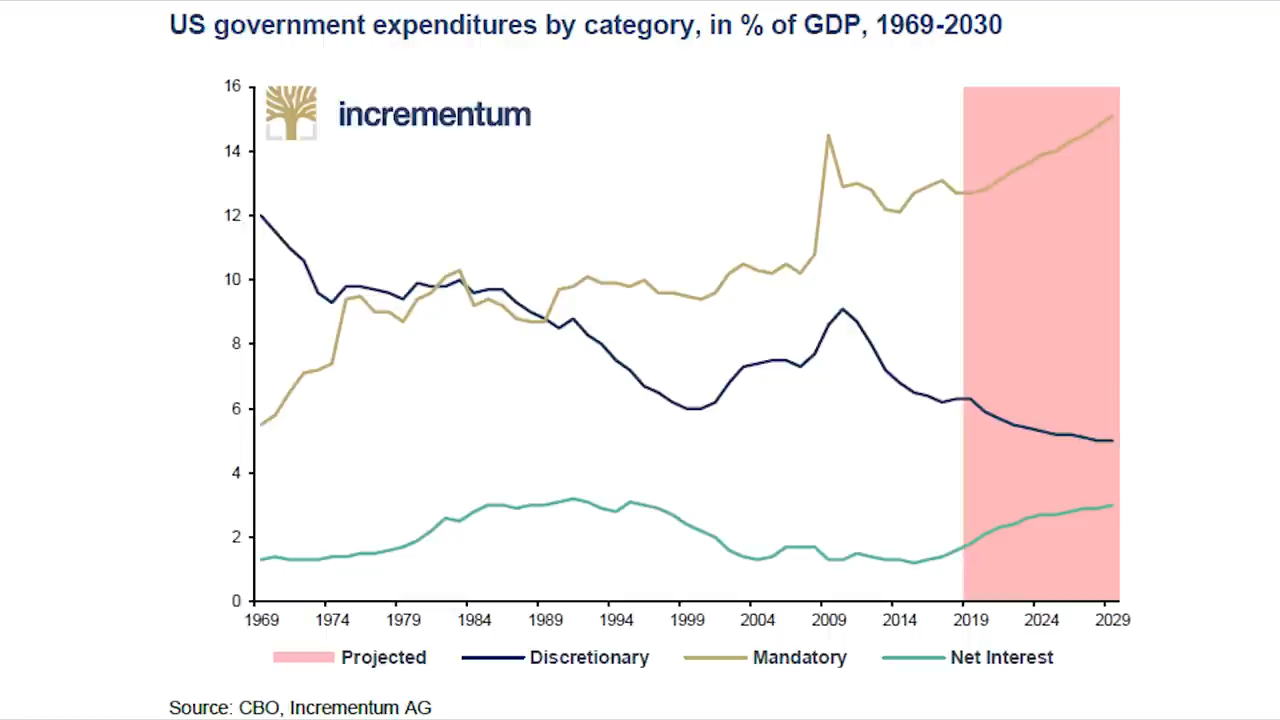 US government expenditures by category, in % of GDP, 1969-2030
incrementum
16
14
12
10
8
6
4
2
0
1969 1974 1979 1984 1989 1994 1999 2004 2009 2014 2019 2024 2029
Projected Discretionary Mandatory Net Interest
Source: CBO, Incrementum AG